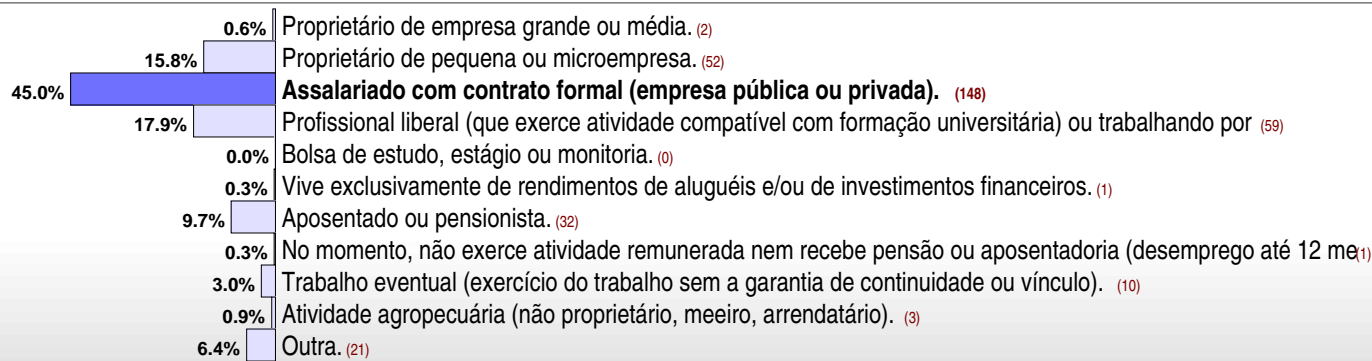 0.6% Proprietário de empresa grande ou média. (2)
15.8% Proprietário de pequena ou microempresa. (52)
45.0% Assalariado com contrato formal (empresa pública ou privada). (148)
17.9% Profissional liberal (que exerce atividade compatível com formação universitária) ou trabalhando por (59)
0.0% Bolsa de estudo, estágio ou monitoria. (0)
0.3% Vive exclusivamente de rendimentos de aluguéis e/ou de investimentos financeiros. (1)
9.7% Aposentado ou pensionista. (32)
0.3% No momento, não exerce atividade remunerada nem recebe pensão ou aposentadoria (desemprego até 12 me(1)
3.0% Trabalho eventual (exercício do trabalho sem a garantia de continuidade ou vínculo). (10)
0.9% Atividade agropecuária (não proprietário, meeiro, arrendatário). (3)
6.4% Outra. (21)